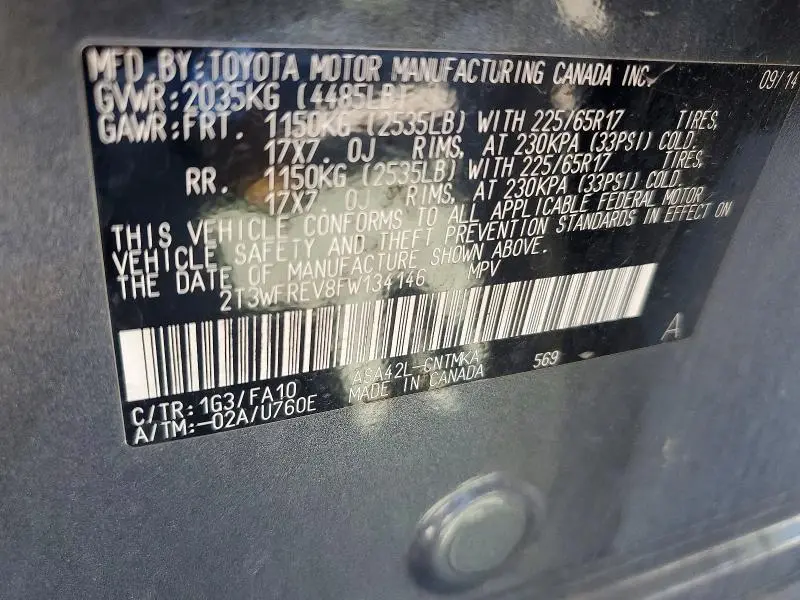 MFD. BY: TOYOTA MOTOR MANUFACTURING CANADA INC. 09/14
GVWR: 2035KG (4485LB)
GAWR: FRT. 1150KG (2535LB) WITH 225/65R17 TIRES,
17X7. 0J RIMS, AT 230KPA (33PSI) COLD.
RR. 1150KG (2535LB) WITH 225/65R17 TIRES,
17X7. 0J RIMS, AT 230KPA (33PSI) COLD.
THIS VEHICLE CONFORMS TO ALL APPLICABLE FEDERAL MOTOR
VEHICLE SAFETY AND THEFT PREVENTION STANDARDS IN EFFECT ON
THE DATE OF MANUFACTURE SHOWN ABOVE.
2T3WFREV8FW134146 MPV
A
C/TR: 1G3/FA10 ASA42L-CNTMKA 569
A/TM: -02A/U760E MADE IN CANADA